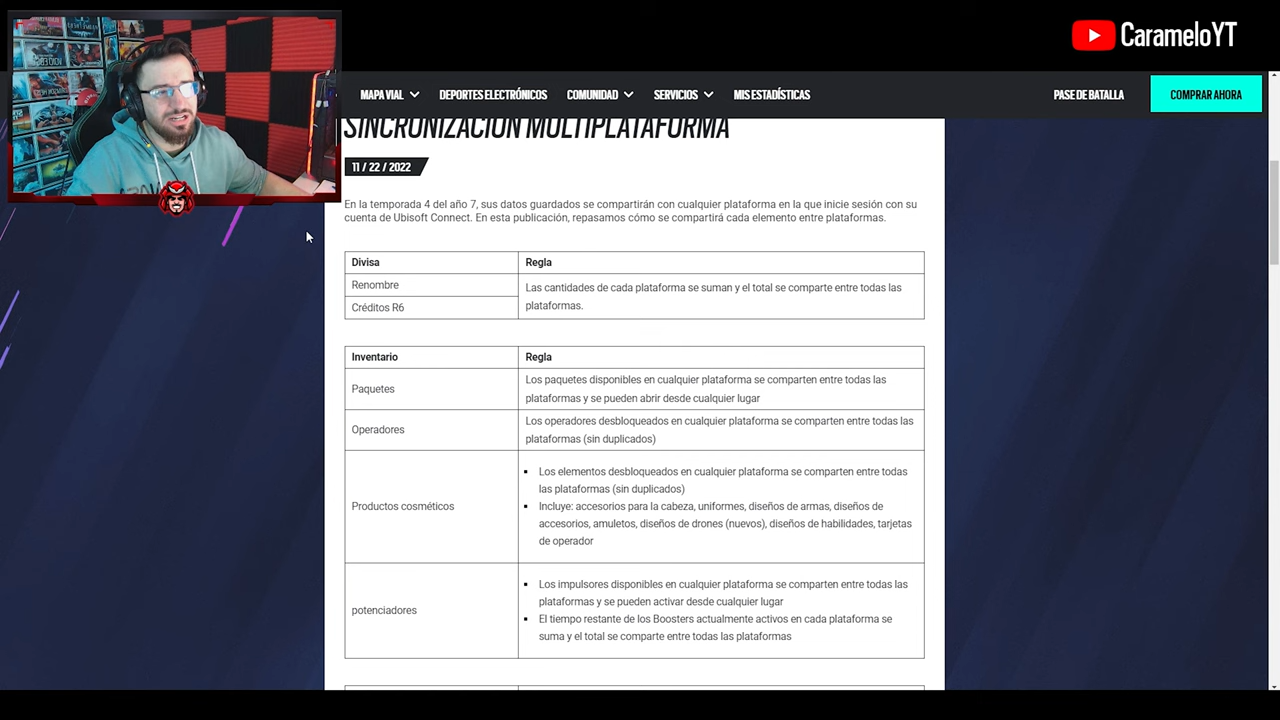 CarameloYT
MAPA VIAL
DEPORTES ELECTRÓNICOS
COMUNIDAD
SERVICIOS
MIS ESTADÍSTICAS
PASE DE BATALLA
COMPRAR AHORA
SINCRONIZACIÓN MULTIPLATAFORMA
11 / 22 / 2022
En la temporada 4 del año 7, sus datos guardados se compartirán con cualquier plataforma en la que inicie sesión con su
cuenta de Ubisoft Connect. En esta publicación, repasamos cómo se compartirá cada elemento entre plataformas.
Divisa
Regla
Renombre
Créditos R6
Las cantidades de cada plataforma se suman y el total se comparte entre todas las
plataformas.
Inventario
Regla
Paquetes
Los paquetes disponibles en cualquier plataforma se comparten entre todas las
plataformas y se pueden abrir desde cualquier lugar
Operadores
Los operadores desbloqueados en cualquier plataforma se comparten entre todas las
plataformas (sin duplicados)
Productos cosméticos
Los elementos desbloqueados en cualquier plataforma se comparten entre todas
las plataformas (sin duplicados)
Incluye: accesorios para la cabeza, uniformes, diseños de armas, diseños de
accesorios, amuletos, diseños de drones (nuevos), diseños de habilidades, tarjetas
de operador
potenciadores
Los impulsores disponibles en cualquier plataforma se comparten entre todas las
plataformas y se pueden activar desde cualquier lugar
El tiempo restante de los Boosters actualmente activos en cada plataforma se
suma y el total se comparte entre todas las plataformas